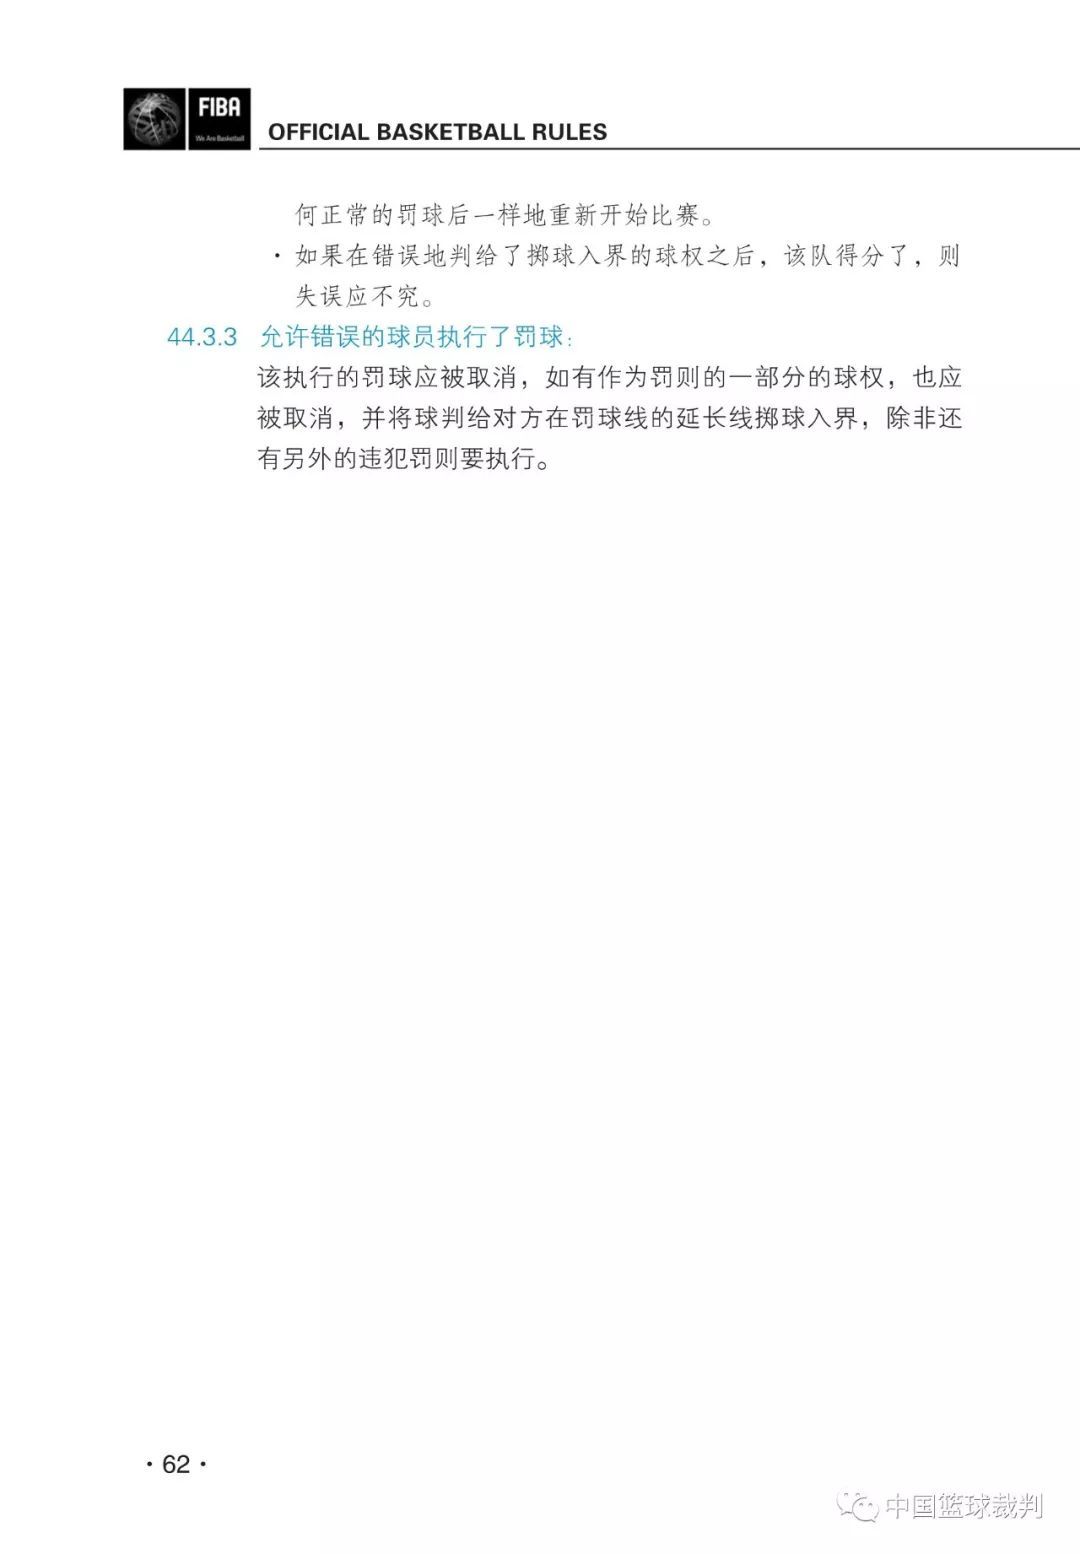 FIBA
We Are Basketball
OFFICIAL BASKETBALL RULES
何正常的罚球后一样地重新开始比赛。
· 如果在错误地判给了掷球入界的球权之后，该队得分了，则
失误应不究。
44.3.3 允许错误的球员执行了罚球：
该执行的罚球应被取消，如有作为罚则的一部分的球权，也应
被取消，并将球判给对方在罚球线的延长线掷球入界，除非还
有另外的违犯罚则要执行。
· 62 ·
中国篮球裁判